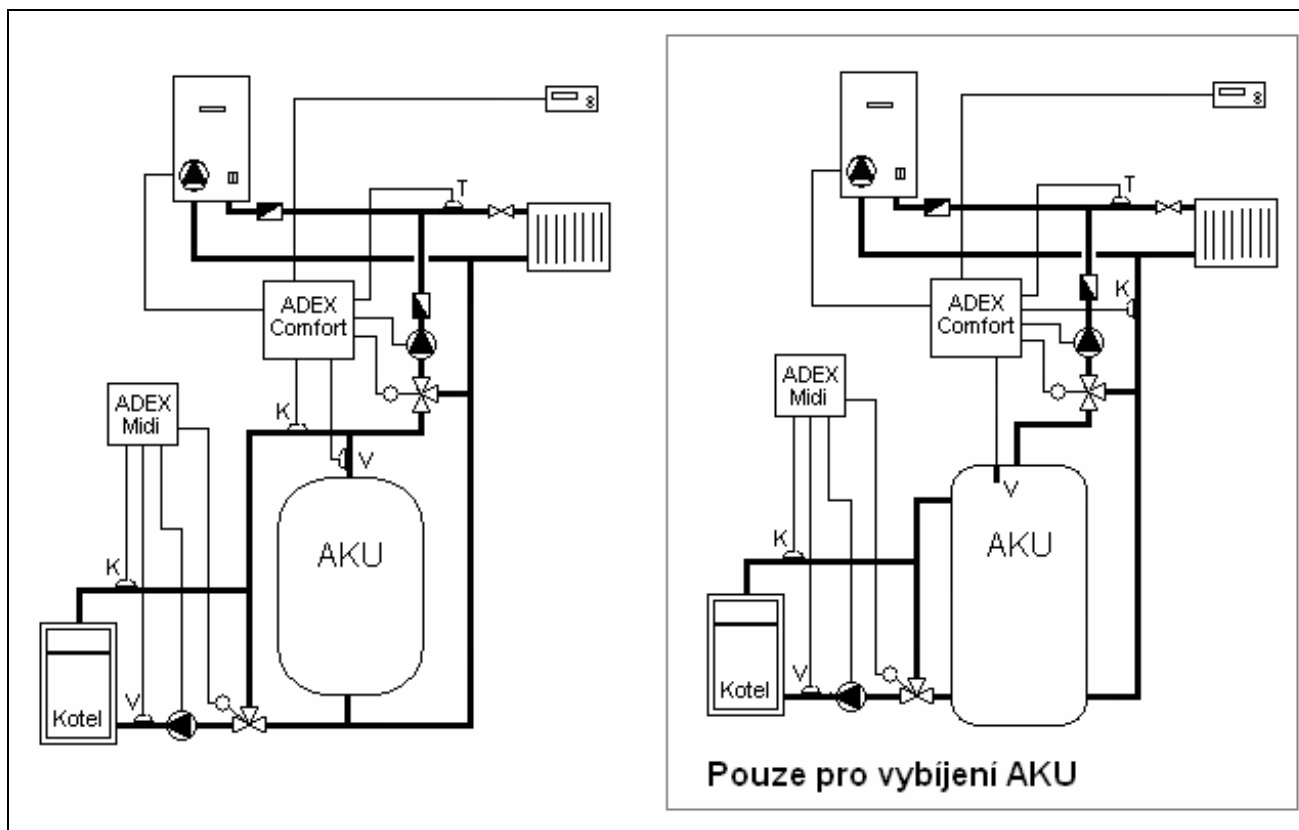 T
ADEX
Comfort
ADEX
Midi
K
V
AKU
K
V
Kotel
T
K
ADEX
Comfort
ADEX
Midi
V
AKU
K
V
Kotel
Pouze pro vybíjení AKU